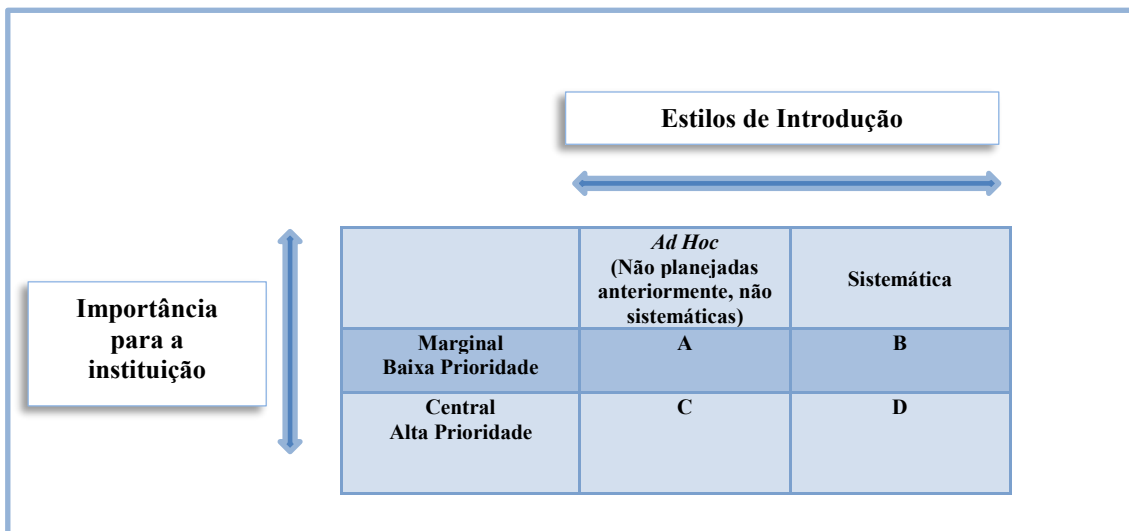 Estilos de Introdução
Ad Hoc
(Não planejadas
anteriormente, não
sistemáticas)
Sistemática
Importância
para a
instituição
Marginal
Baixa Prioridade
A
B
Central
Alta Prioridade
C
D